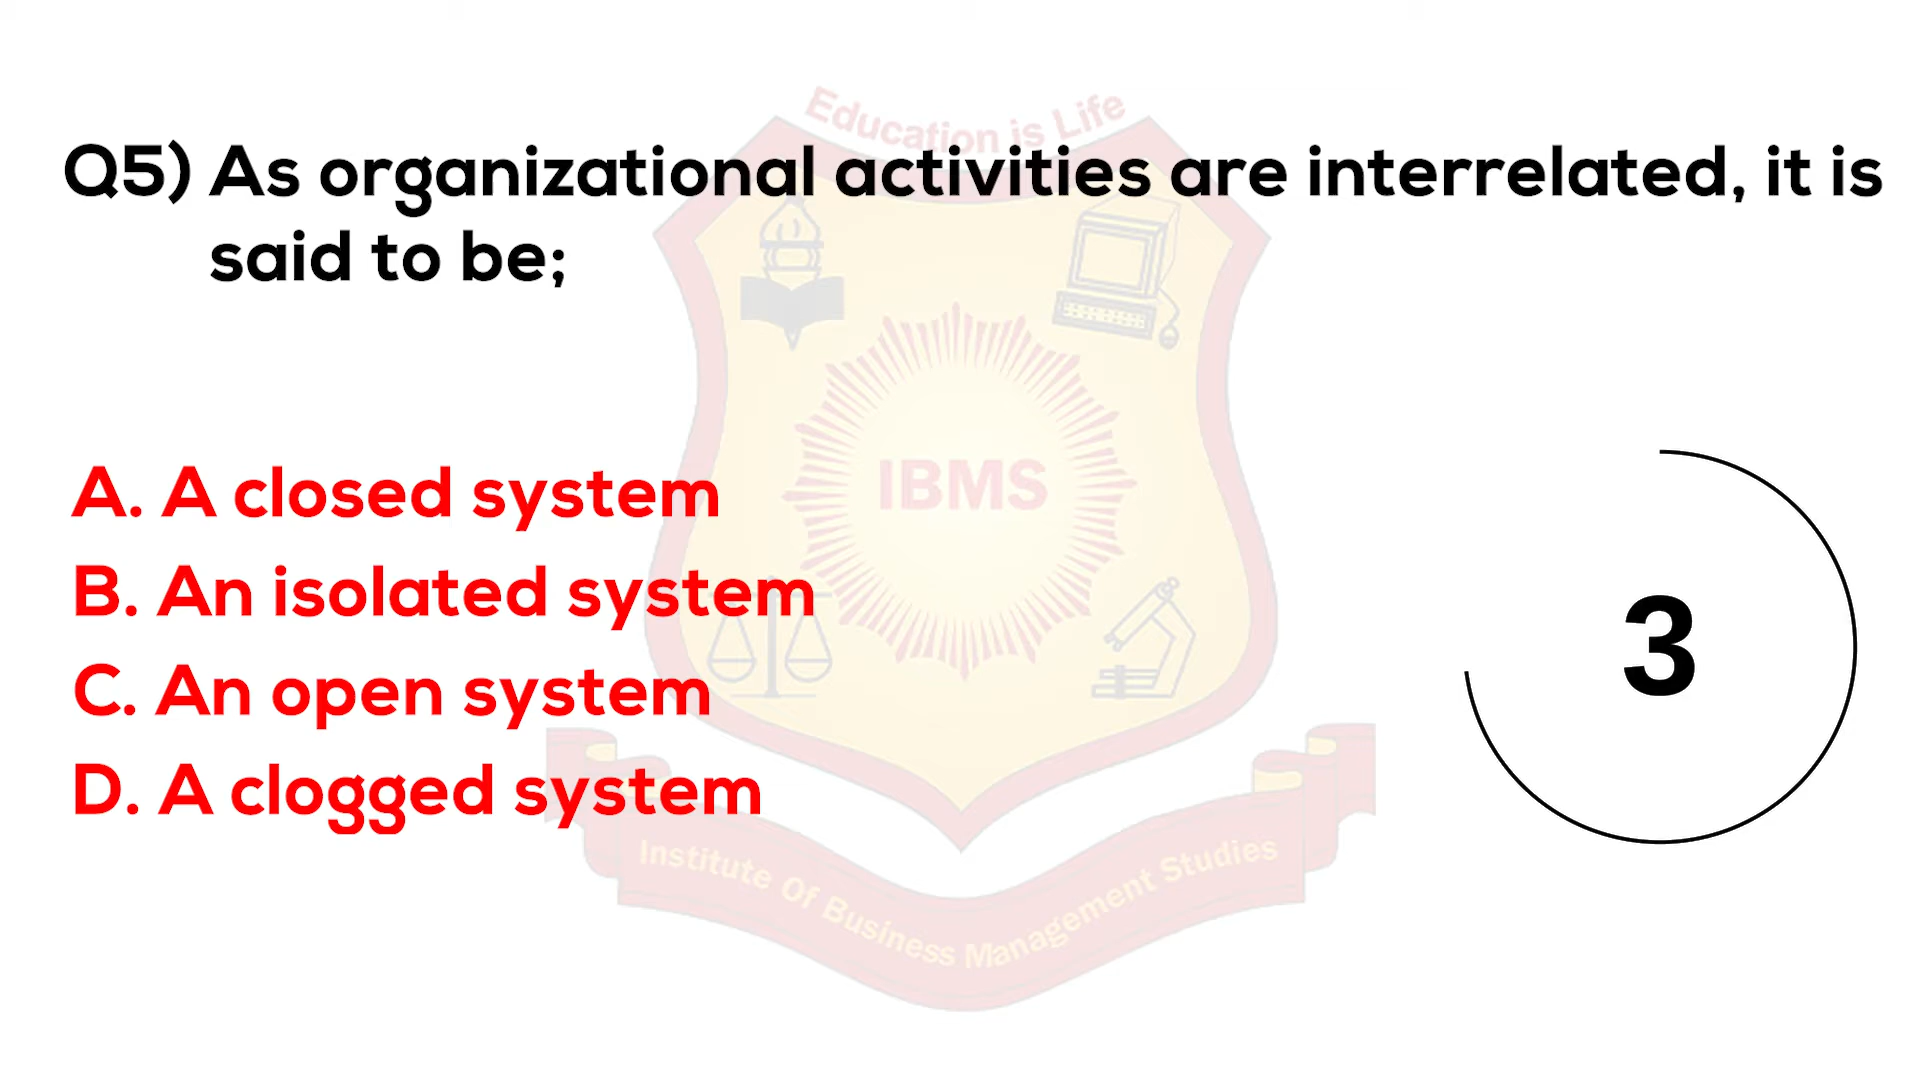 Education is Life
Q5) As organizational activities are interrelated, it is
said to be;
IBMS
A. A closed system
B. An isolated system
C. An open system
D. A clogged system
3
Institute Of Business Management Studies